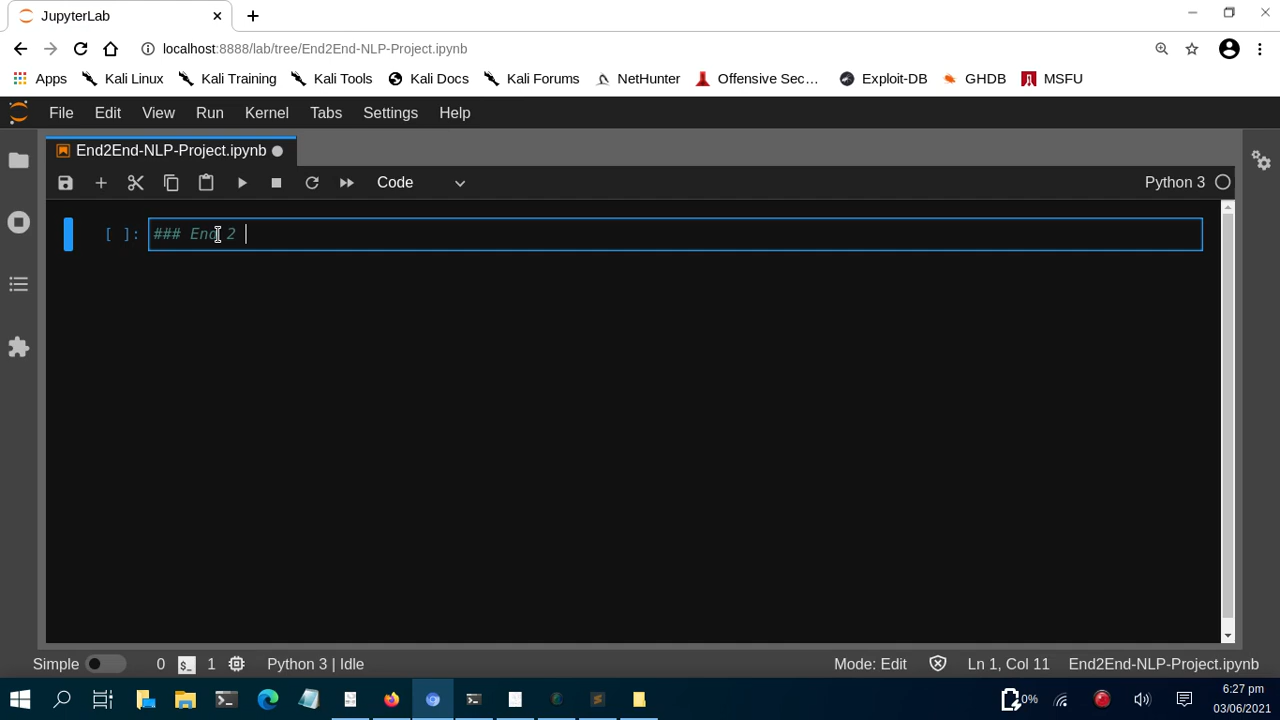 JupyterLab
localhost:8888/lab/tree/End2End-NLP-Project.ipynb
Apps Kali Linux Kali Training Kali Tools Kali Docs Kali Forums NetHunter Offensive Sec... Exploit-DB GHDB MSFU
File Edit View Run Kernel Tabs Settings Help
End2End-NLP-Project.ipynb
Code Python 3
[ ]: ### End 2
Simple 0 $_ 1 Python 3 | Idle Mode: Edit Ln 1, Col 11 End2End-NLP-Project.ipynb
0% 6:27 pm
03/06/2021